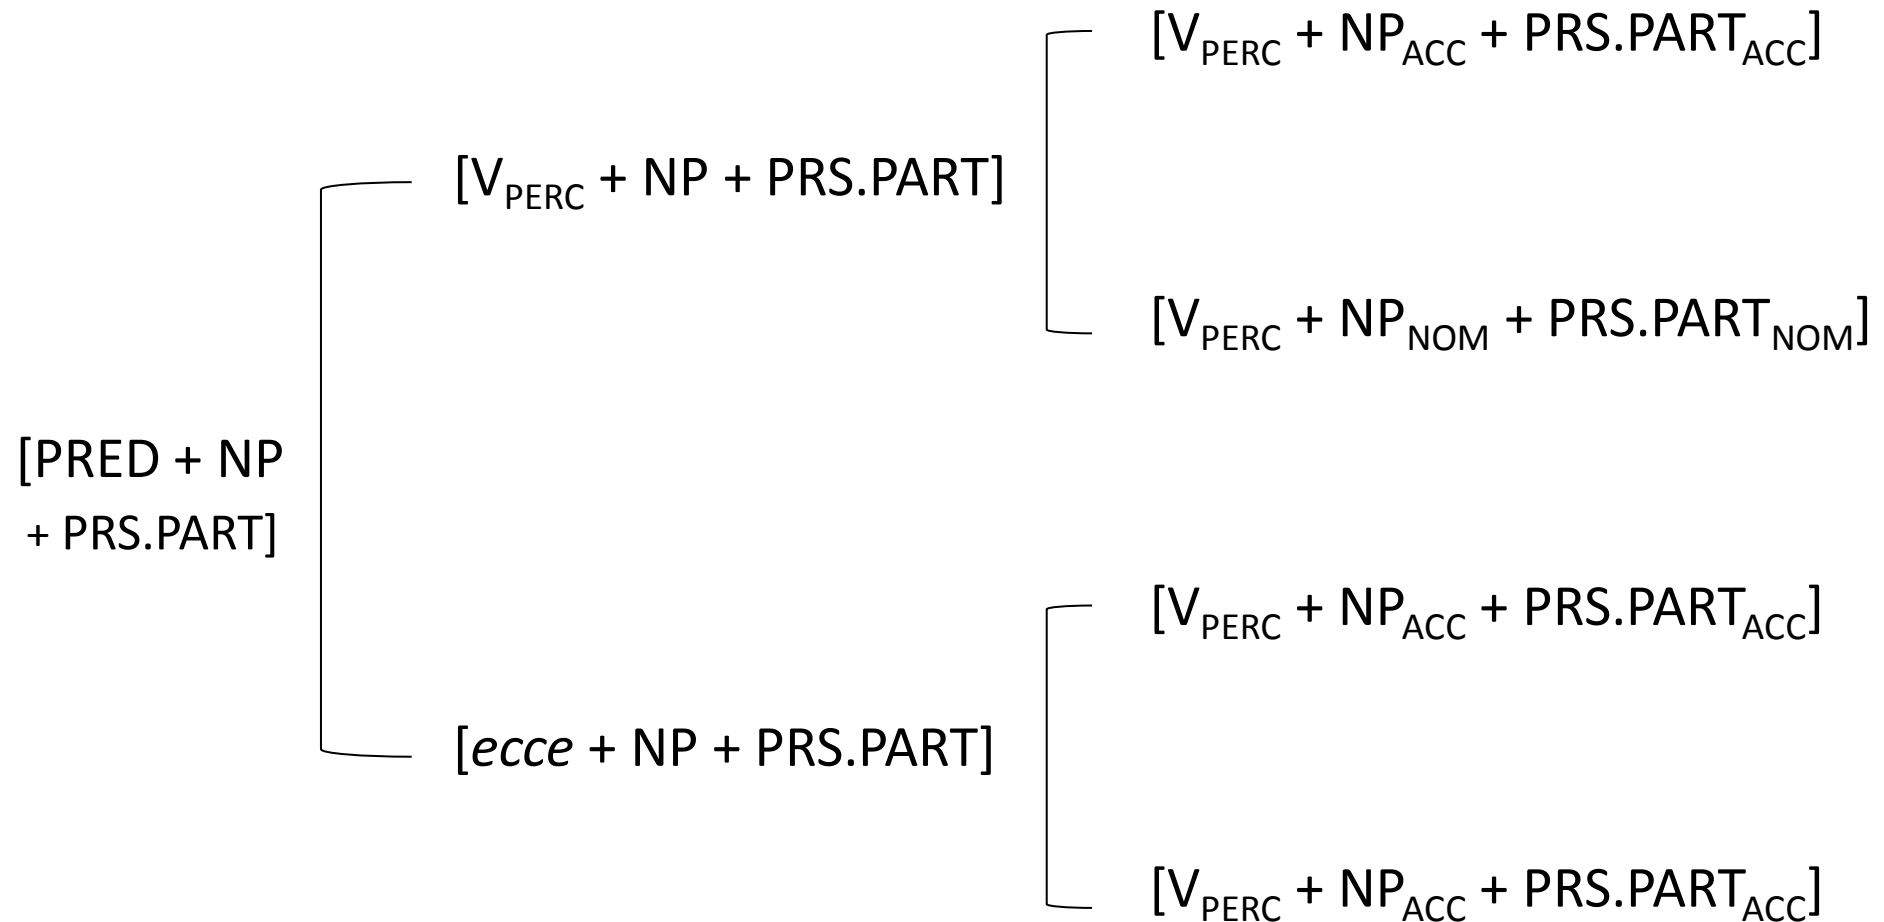 [V_PERC + NP_ACC + PRS.PART_ACC]
[V_PERC + NP + PRS.PART]
[V_PERC + NP_NOM + PRS.PART_NOM]
[PRED + NP
+ PRS.PART]
[V_PERC + NP_ACC + PRS.PART_ACC]
[ecce + NP + PRS.PART]
[V_PERC + NP_ACC + PRS.PART_ACC]